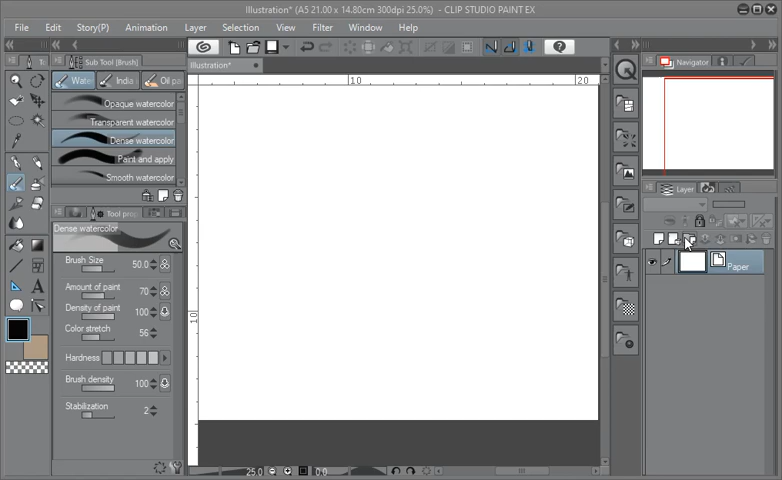 Illustration* (A5 21.00 x 14.80cm 300dpi 25.0%) - CLIP STUDIO PAINT EX
File Edit Story(P) Animation Layer Selection View Filter Window Help
Sub Tool [Brush]
Wate India Oil pa
Illustration*
Navigator
10 20
Opaque watercolor
Transparent watercolor
Dense watercolor
Paint and apply
Smooth watercolor
Layer
Tool prop
Dense watercolor
Paper
Brush Size 50.0
Amount of paint 70
Density of paint 100
10
Color stretch 56
Hardness
Brush density 100
Stabilization 2
25.0 0.0